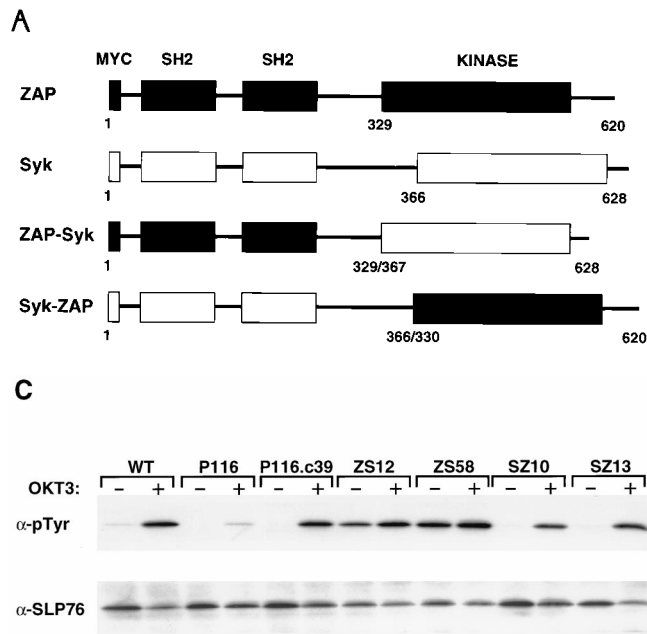 A
MYC SH2 SH2 KINASE
ZAP
1 329 620
Syk
1 366 628
ZAP-Syk
1 329/367 628
Syk-ZAP
1 366/330 620
C
WT P116 P116.c39 ZS12 ZS58 SZ10 SZ13
OKT3: − + − + − + − + − + − + − +
α-pTyr
α-SLP76